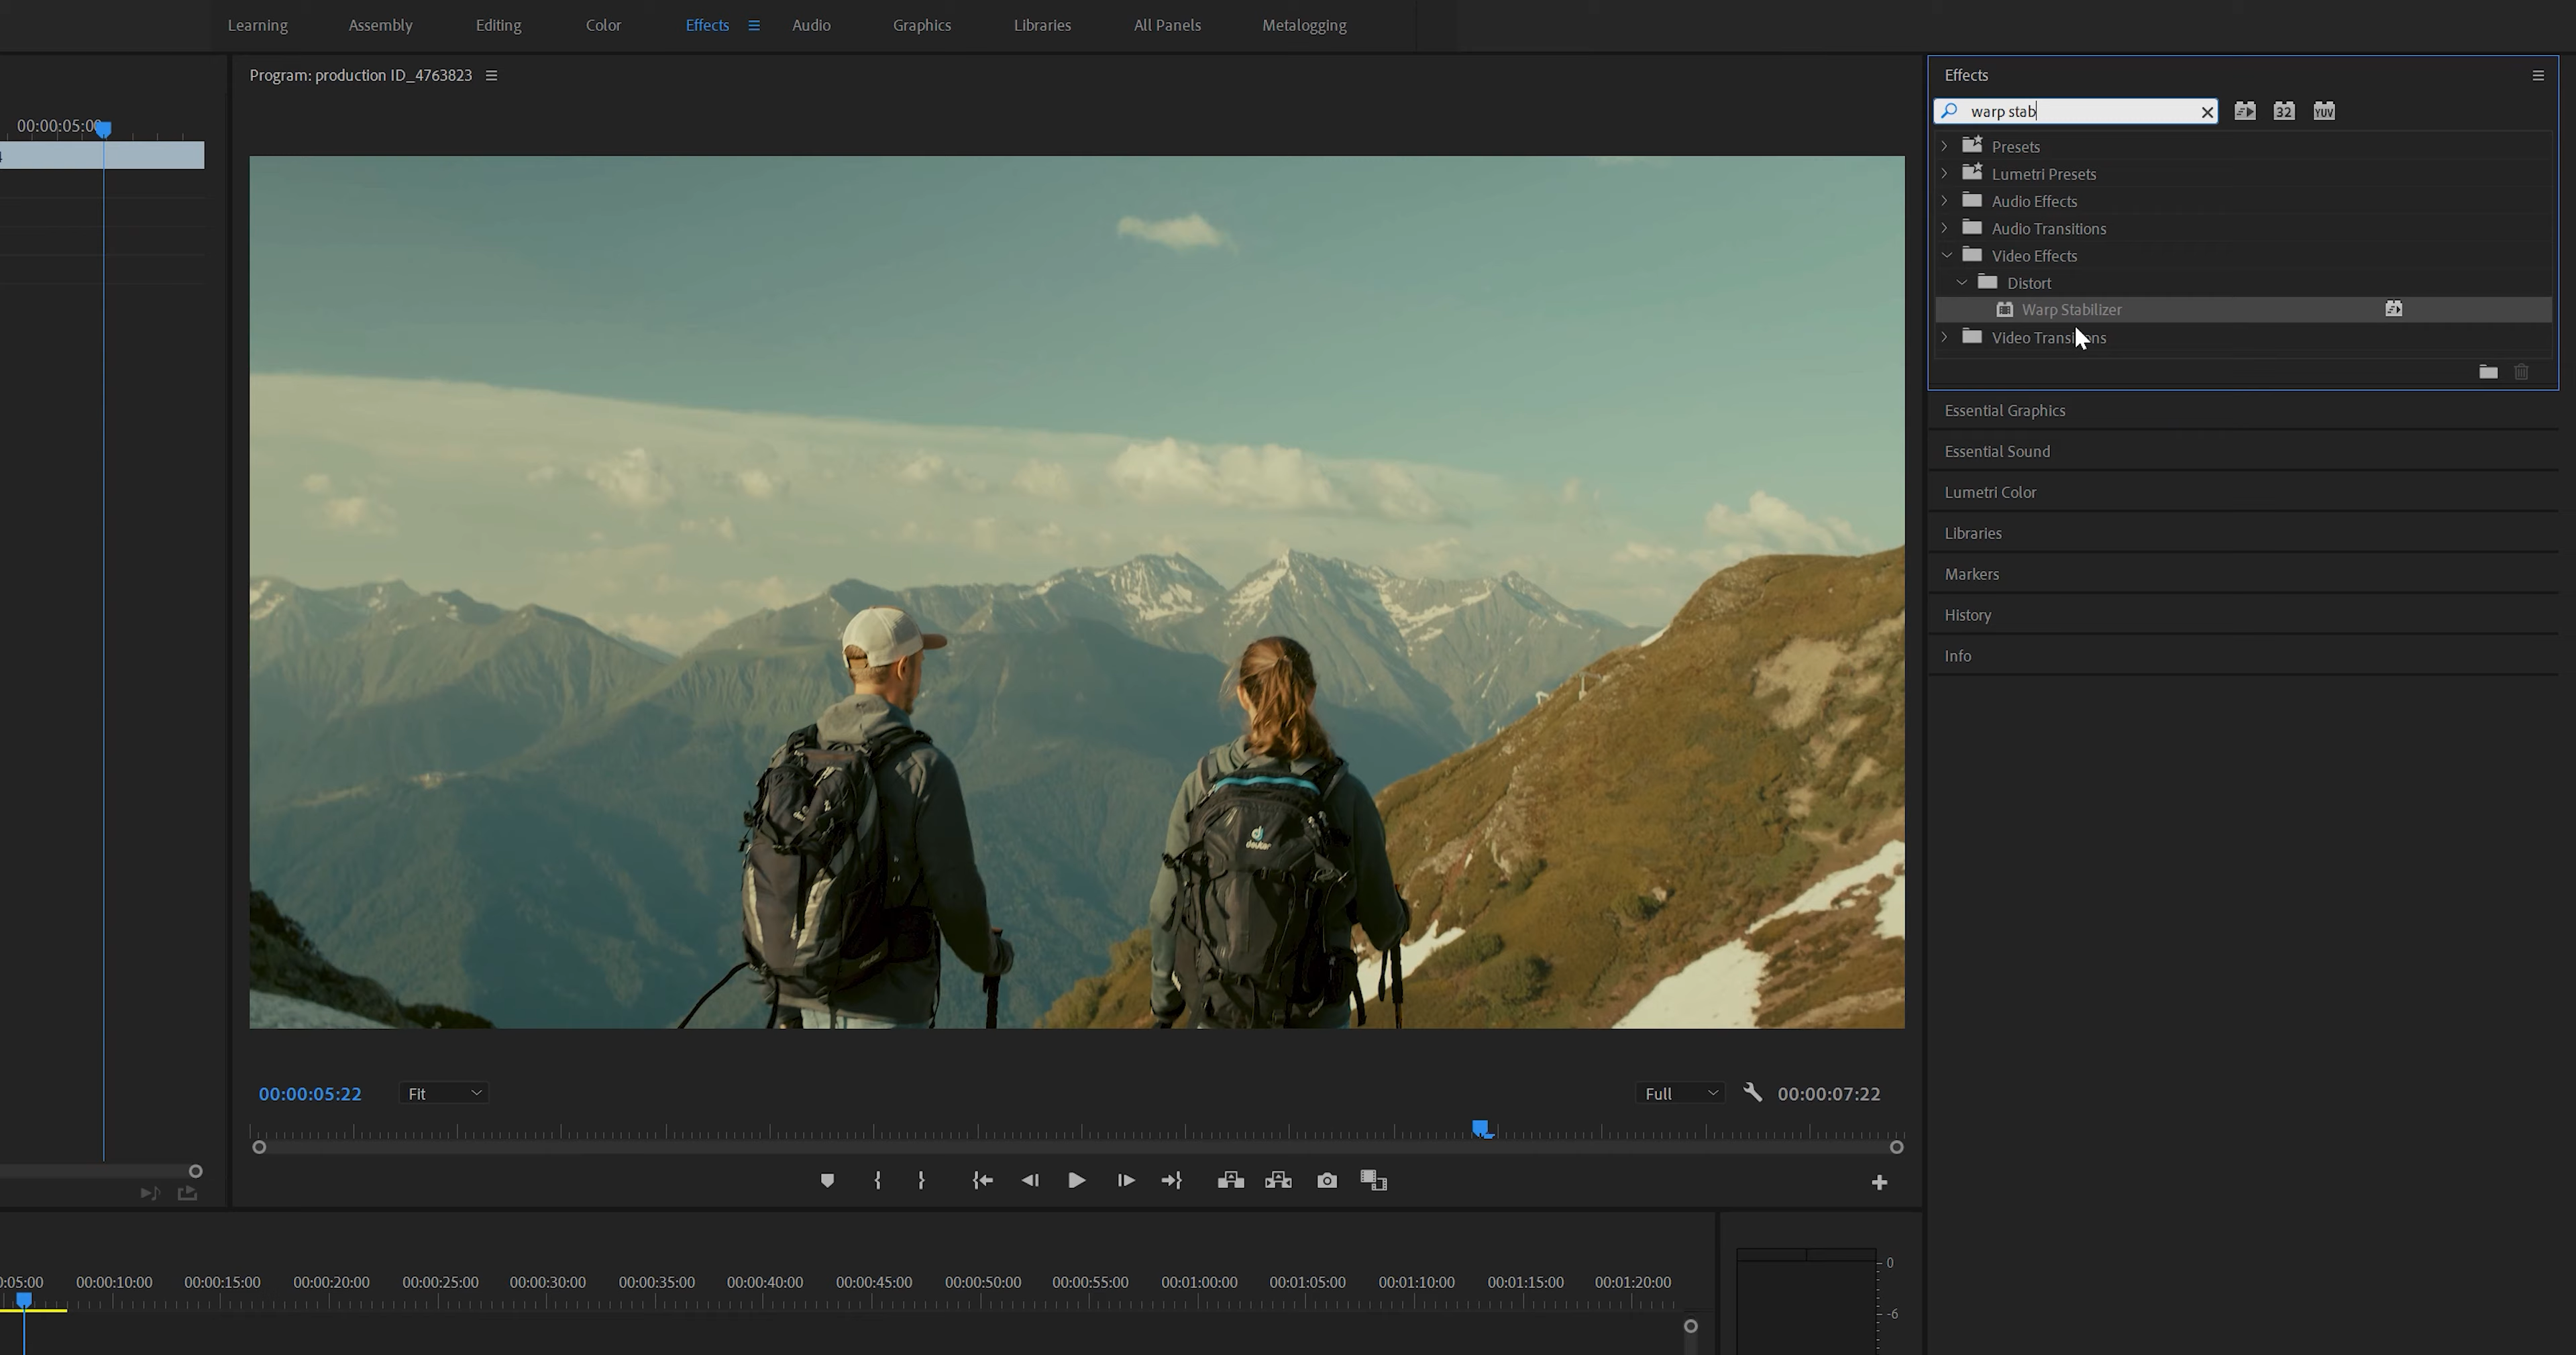 Learning Assembly Editing Color Effects Audio Graphics Libraries All Panels Metalogging
Program: production ID_4763823
00:00:05:0
Effects
warp stab
32
YUV
Presets
Lumetri Presets
Audio Effects
Audio Transitions
Video Effects
Distort
Warp Stabilizer
Video Transitions
Essential Graphics
Essential Sound
Lumetri Color
Libraries
Markers
History
Info
deuter
00:00:05:22
Fit
Full
00:00:07:22
0:05:00 00:00:10:00 00:00:15:00 00:00:20:00 00:00:25:00 00:00:30:00 00:00:35:00 00:00:40:00 00:00:45:00 00:00:50:00 00:00:55:00 00:01:00:00 00:01:05:00 00:01:10:00 00:01:15:00 00:01:20:00
0
-6